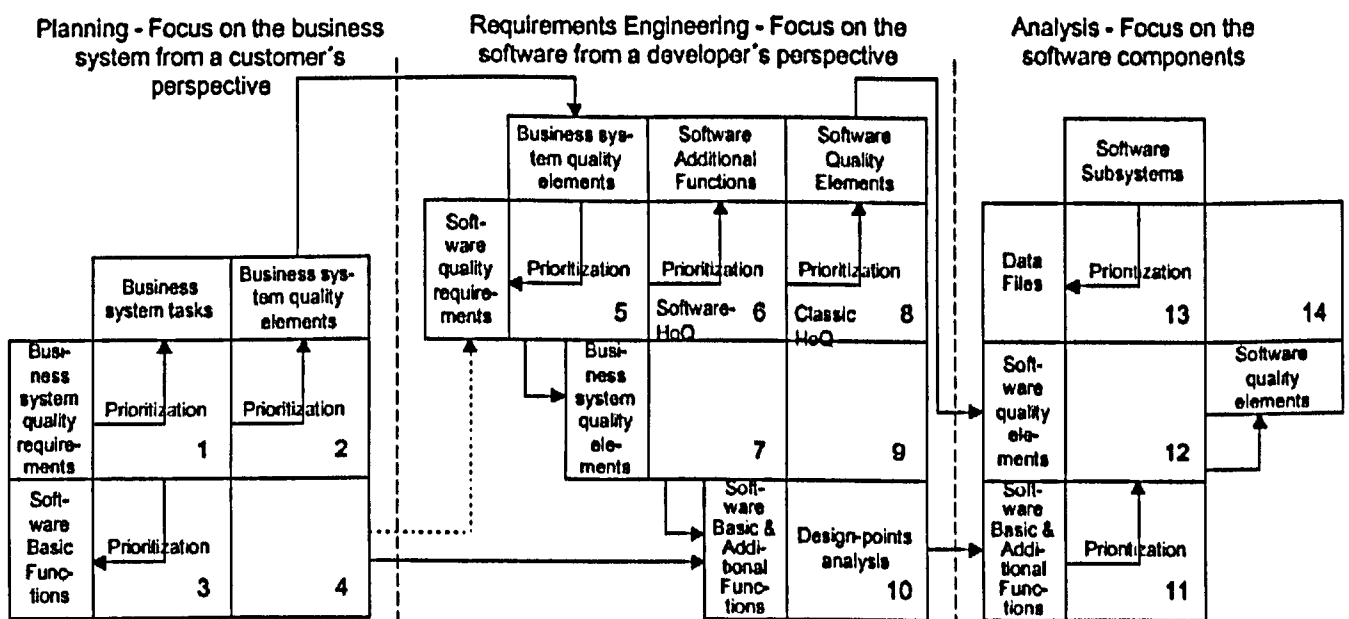 Planning - Focus on the business
system from a customer´s
perspective
Requirements Engineering - Focus on the
software from a developer´s perspective
Analysis - Focus on the
software components
Business sys-
tem quality
elements
Software
Additional
Functions
Software
Quality
Elements
Software
Subsystems
Soft-
ware
quality
require-
ments
Prioritization
5
Prioritization
Software-
HoQ
6
Prioritization
Classic
HoQ
8
Data
Files
Prioritization
13
14
Business
system tasks
Business sys-
tem quality
elements
Busi-
ness
system
quality
require-
ments
Prioritization
1
Prioritization
2
Busi-
ness
system
quality
ele-
ments
7
9
Soft-
ware
quality
ele-
ments
12
Software
quality
elements
Soft-
ware
Basic
Func-
tions
Prioritization
3
4
Soft-
ware
Basic &
Addi-
tional
Func-
tions
Design-points
analysis
10
Soft-
ware
Basic &
Addi-
tional
Func-
tions
Prioritization
11